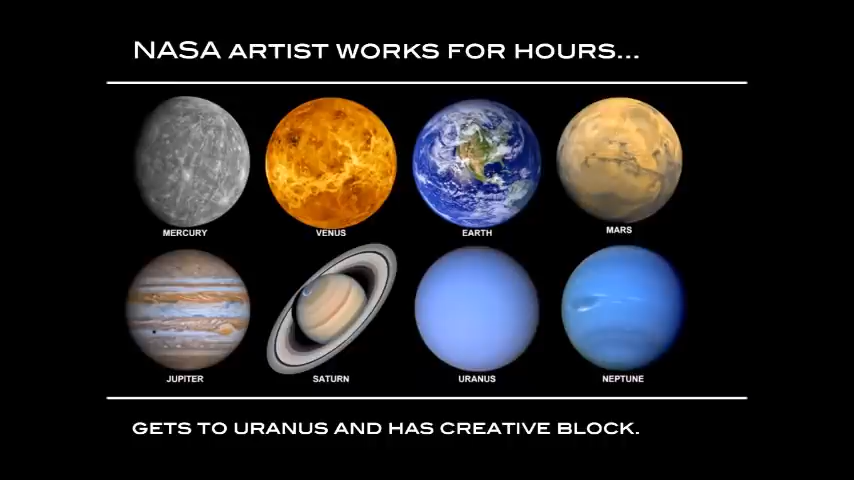 NASA ARTIST WORKS FOR HOURS...
MERCURY VENUS EARTH MARS
JUPITER SATURN URANUS NEPTUNE
GETS TO URANUS AND HAS CREATIVE BLOCK.